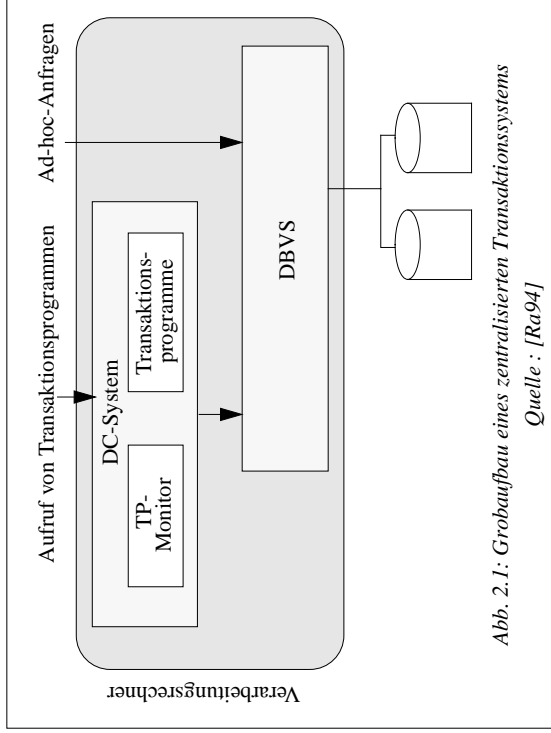 Aufruf von Transaktionsprogrammen
Ad-hoc-Anfragen
DC-System
TP-
Monitor
Transaktions-
programme
DBVS
Verarbeitungsrechner
Abb. 2.1: Grobaufbau eines zentralisierten Transaktionssystems
Quelle : [Ra94]